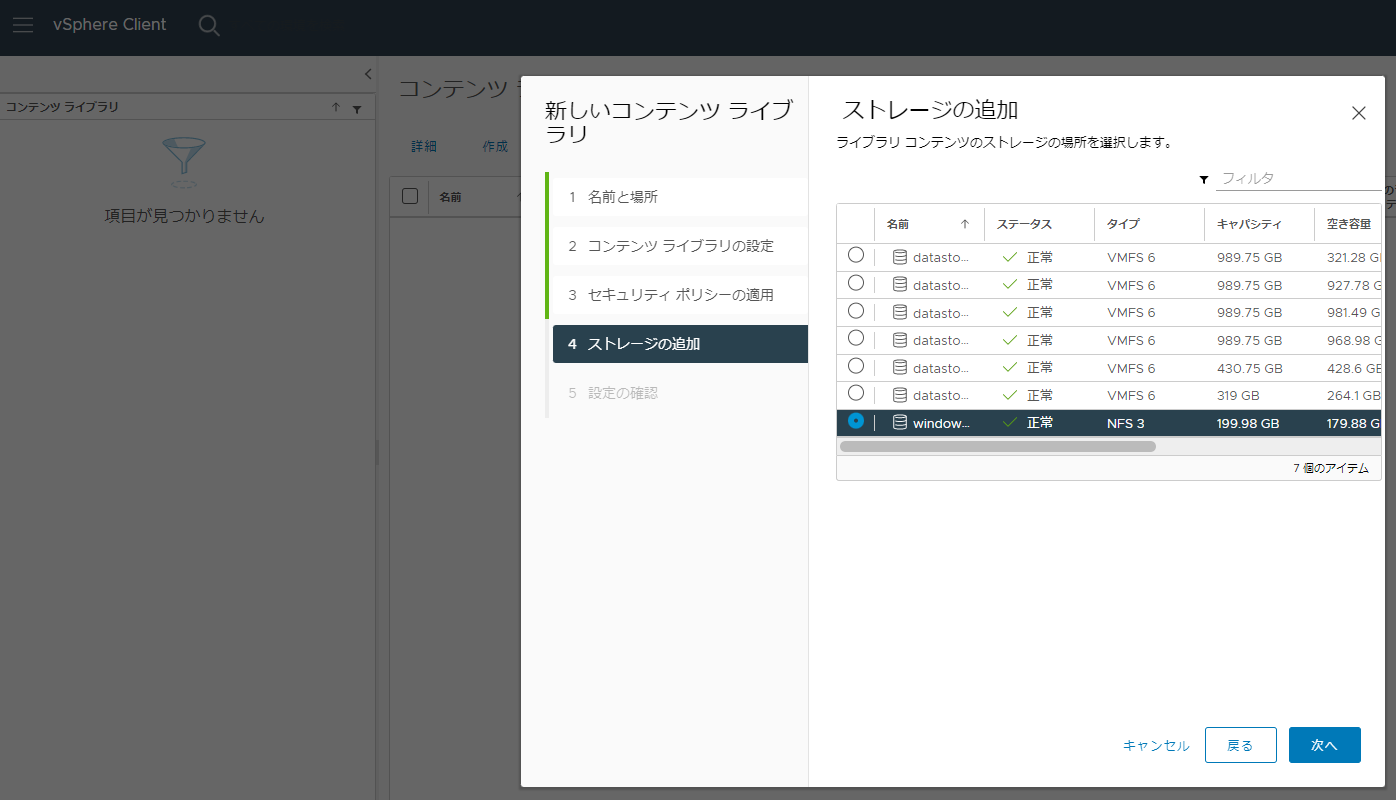 vSphere Client
コンテンツ ライブラリ
項目が見つかりません
コンテンツ
詳細 作成
名前
新しいコンテンツ ライブ
ラリ
1 名前と場所
2 コンテンツ ライブラリの設定
3 セキュリティ ポリシーの適用
4 ストレージの追加
5 設定の確認
ストレージの追加
ライブラリ コンテンツのストレージの場所を選択します。
フィルタ
名前 ステータス タイプ キャパシティ 空き容量
datasto... 正常 VMFS 6 989.75 GB 321.28 G
datasto... 正常 VMFS 6 989.75 GB 927.78 G
datasto... 正常 VMFS 6 989.75 GB 981.49 G
datasto... 正常 VMFS 6 989.75 GB 968.98 G
datasto... 正常 VMFS 6 430.75 GB 428.6 GB
datasto... 正常 VMFS 6 319 GB 264.1 GB
window... 正常 NFS 3 199.98 GB 179.88 G
7 個のアイテム
キャンセル 戻る 次へ